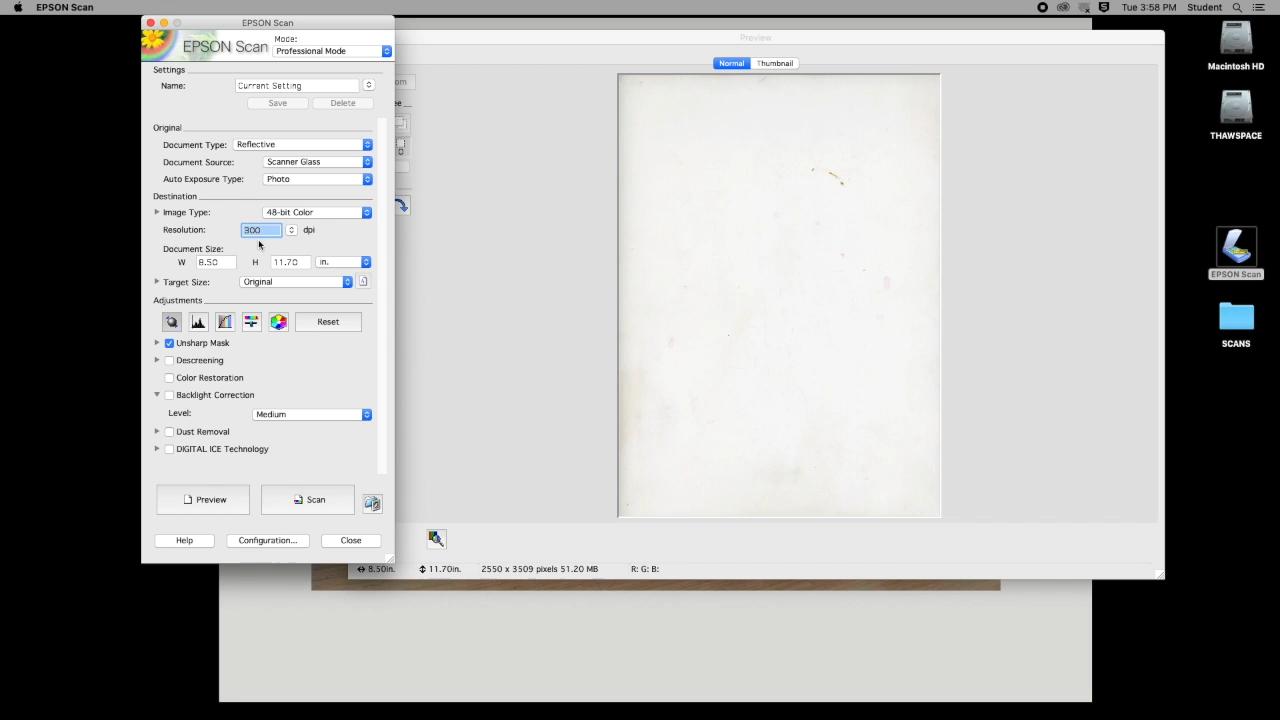 EPSON Scan
Tue 3:58 PM Student
EPSON Scan
EPSON Scan
Mode:
Professional Mode
Settings
Name: Current Setting
Save Delete
Original
Document Type: Reflective
Document Source: Scanner Glass
Auto Exposure Type: Photo
Destination
Image Type: 48-bit Color
Resolution: 300 dpi
Document Size:
W 8.50 H 11.70 in.
Target Size: Original
Adjustments
Reset
Unsharp Mask
Descreening
Color Restoration
Backlight Correction
Level: Medium
Dust Removal
DIGITAL ICE Technology
Preview Scan
Help Configuration... Close
Preview
Normal Thumbnail
8.50in. 11.70in. 2550 x 3509 pixels 51.20 MB R: G: B:
Macintosh HD
THAWSPACE
EPSON Scan
SCANS